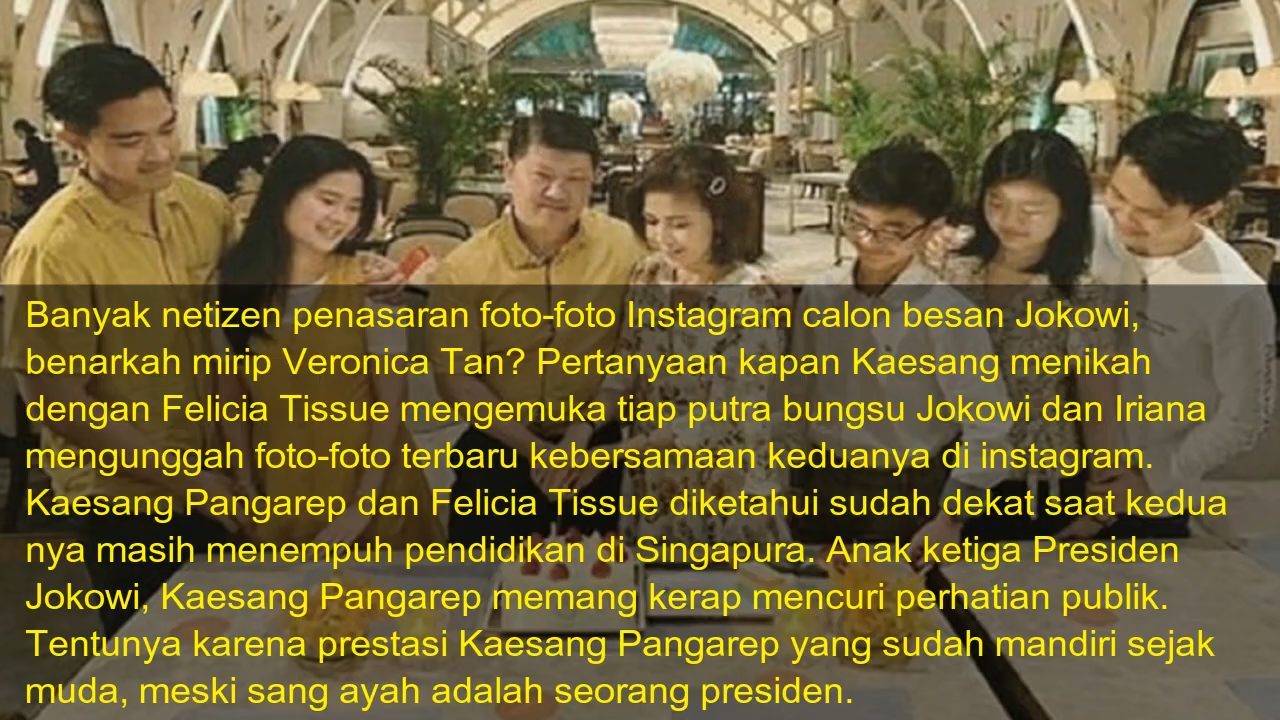 Banyak netizen penasaran foto-foto Instagram calon besan Jokowi,
benarkah mirip Veronica Tan? Pertanyaan kapan Kaesang menikah
dengan Felicia Tissue mengemuka tiap putra bungsu Jokowi dan Iriana
mengunggah foto-foto terbaru kebersamaan keduanya di instagram.
Kaesang Pangarep dan Felicia Tissue diketahui sudah dekat saat kedua
nya masih menempuh pendidikan di Singapura. Anak ketiga Presiden
Jokowi, Kaesang Pangarep memang kerap mencuri perhatian publik.
Tentunya karena prestasi Kaesang Pangarep yang sudah mandiri sejak
muda, meski sang ayah adalah seorang presiden.